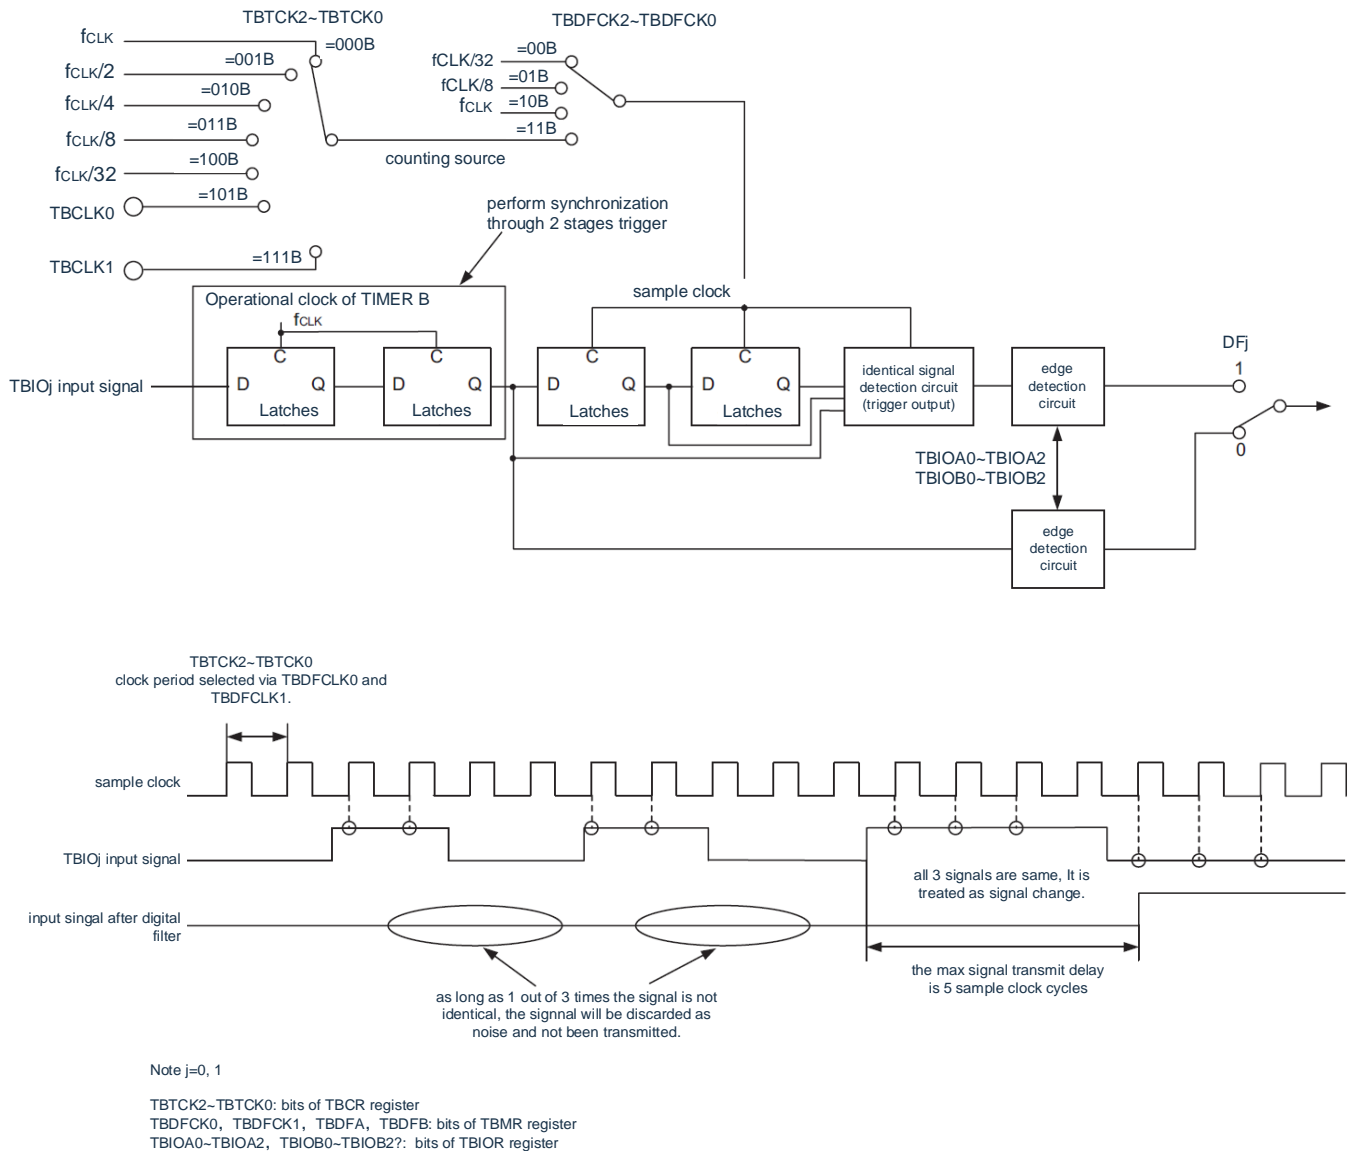 TBTCK2~TBTCK0
TBDFCK2~TBDFCK0
fCLK
=000B
fCLK/2
=001B
fCLK/4
=010B
fCLK/8
=011B
fCLK/32
=100B
TBCLK0
=101B
TBCLK1
=111B
fCLK/32
=00B
fCLK/8
=01B
fCLK
=10B
=11B
counting source
perform synchronization
through 2 stages trigger
Operational clock of TIMER B
fCLK
sample clock
TBIOj input signal
D
C
Q
Latches
D
C
Q
Latches
D
C
Q
Latches
D
C
Q
Latches
identical signal
detection circuit
(trigger output)
edge
detection
circuit
DFj
1
0
TBIOA0~TBIOA2
TBIOB0~TBIOB2
edge
detection
circuit
TBTCK2~TBTCK0
clock period selected via TBDFCLK0 and
TBDFCLK1.
sample clock
TBIOj input signal
all 3 signals are same, It is
treated as signal change.
input singal after digital
filter
the max signal transmit delay
is 5 sample clock cycles
as long as 1 out of 3 times the signal is not
identical, the signnal will be discarded as
noise and not been transmitted.
Note j=0, 1
TBTCK2~TBTCK0: bits of TBCR register
TBDFCK0, TBDFCK1, TBDFA, TBDFB: bits of TBMR register
TBIOA0~TBIOA2, TBIOB0~TBIOB2?: bits of TBIOR register